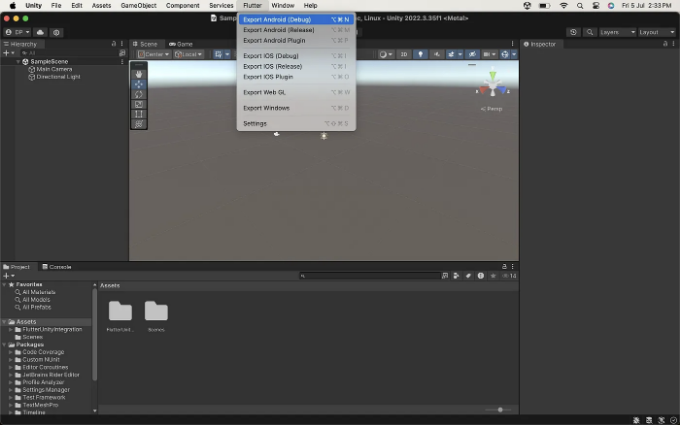 Unity File Edit Assets GameObject Component Services Flutter Window Help Fri 5 Jul 2:33 PM
Linux - Unity 2022.3.35f1 <Metal>
Export Android (Debug) ⌥⌘N
Export Android (Release) ⌥⌘M
Export Android Plugin ⌥⌘P
Export iOS (Debug) ⌥⌘I
Export iOS (Release)
Export IOS Plugin
Export Web GL ⌥⌘W
Export Windows
Settings
Layers Layout
Hierarchy
All
SampleScene
Main Camera
Directional Light
Scene Game
Center Local
2D
Persp
Inspector
Project Console
14
Favorites
All Materials
All Models
All Prefabs
Assets
FlutterUnityIntegration
Scenes
Packages
Code Coverage
Custom NUnit
Editor Coroutines
JetBrains Rider Editor
Profile Analyzer
Settings Manager
Test Framework
TextMeshPro
Timeline
Assets
FlutterUni...
Scenes